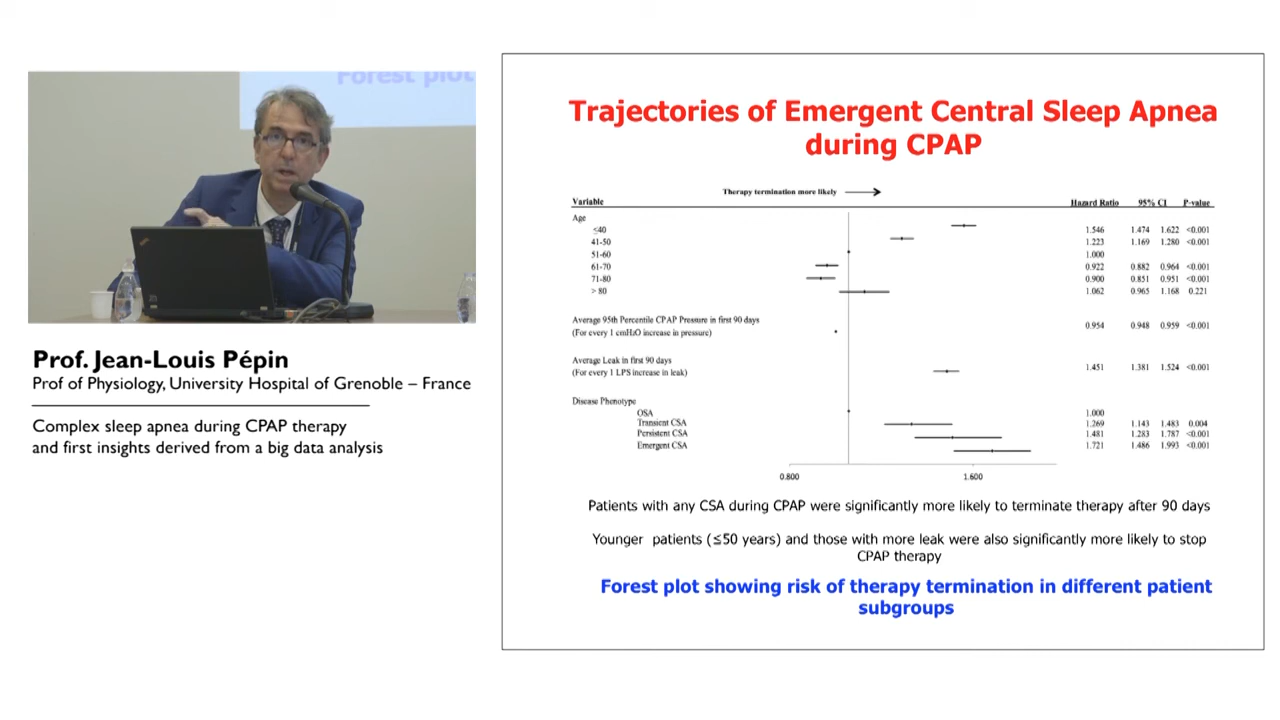 Forest plot
Prof. Jean-Louis Pépin
Prof of Physiology, University Hospital of Grenoble – France
Complex sleep apnea during CPAP therapy
and first insights derived from a big data analysis
Trajectories of Emergent Central Sleep Apnea
during CPAP
Therapy termination more likely
Variable Hazard Ratio 95% CI P-value
Age
≤40 1.546 1.474 1.622 <0.001
41-50 1.223 1.169 1.280 <0.001
51-60 1.000
61-70 0.922 0.882 0.964 <0.001
71-80 0.900 0.851 0.951 <0.001
> 80 1.062 0.965 1.168 0.221
Average 95th Percentile CPAP Pressure in first 90 days
(For every 1 cmH₂O increase in pressure) 0.954 0.948 0.959 <0.001
Average Leak in first 90 days
(For every 1 LPS increase in leak) 1.451 1.381 1.524 <0.001
Disease Phenotype
OSA 1.000
Transient CSA 1.269 1.143 1.483 0.004
Persistent CSA 1.481 1.283 1.787 <0.001
Emergent CSA 1.721 1.486 1.993 <0.001
0.800 1.600
Patients with any CSA during CPAP were significantly more likely to terminate therapy after 90 days
Younger patients (≤50 years) and those with more leak were also significantly more likely to stop
CPAP therapy
Forest plot showing risk of therapy termination in different patient
subgroups